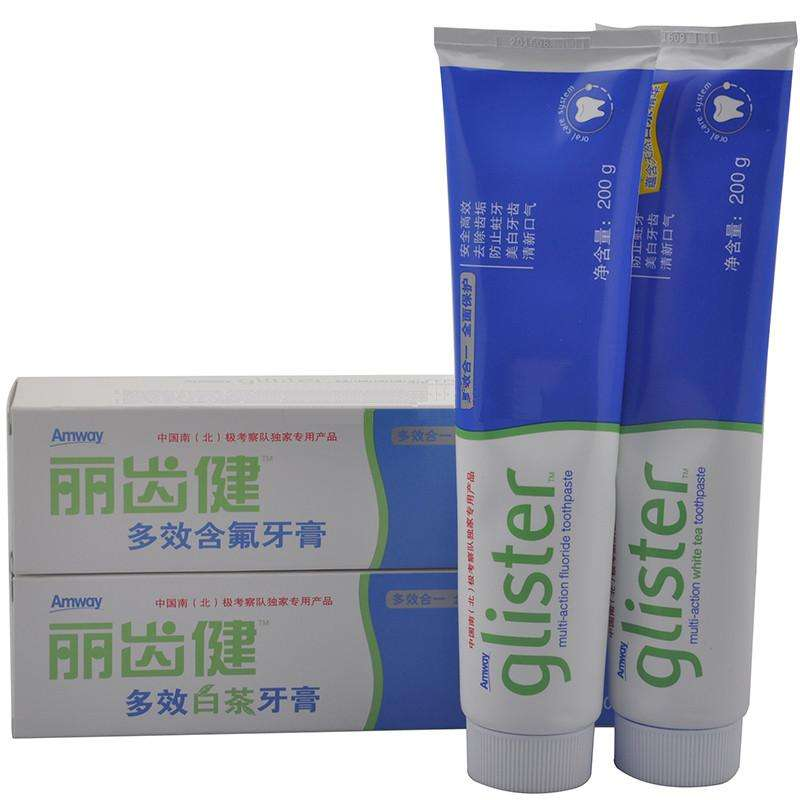 Amway
中国南（北）极考察队独家专用产品
多效合一
丽齿健™
多效含氟牙膏
Amway
中国南（北）极考察队独家专用产品
多效合一 全
丽齿健™
多效白茶牙膏
oral care system
安全高效
去除齿垢
防止蛀牙
美白牙齿
清新口气
净含量：200 g
多效合一 全面保护
中国南（北）极考察队独家专用产品
Amway
glister™
multi-action fluoride toothpaste
oral care system
防止蛀牙
美白牙齿
清新口气
净含量：200 g
Amway
glister™
multi-action white tea toothpaste